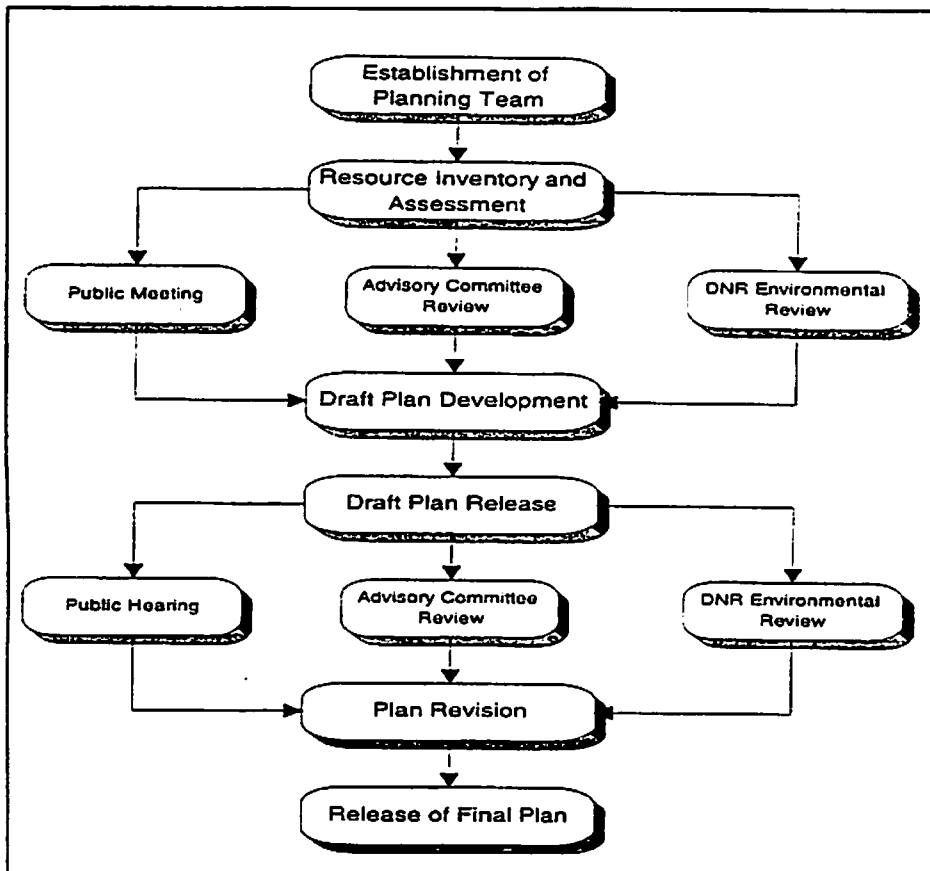 Establishment of
Planning Team
Resource Inventory and
Assessment
Public Meeting
Advisory Committee
Review
DNR Environmental
Review
Draft Plan Development
Draft Plan Release
Public Hearing
Advisory Committee
Review
DNR Environmental
Review
Plan Revision
Release of Final Plan